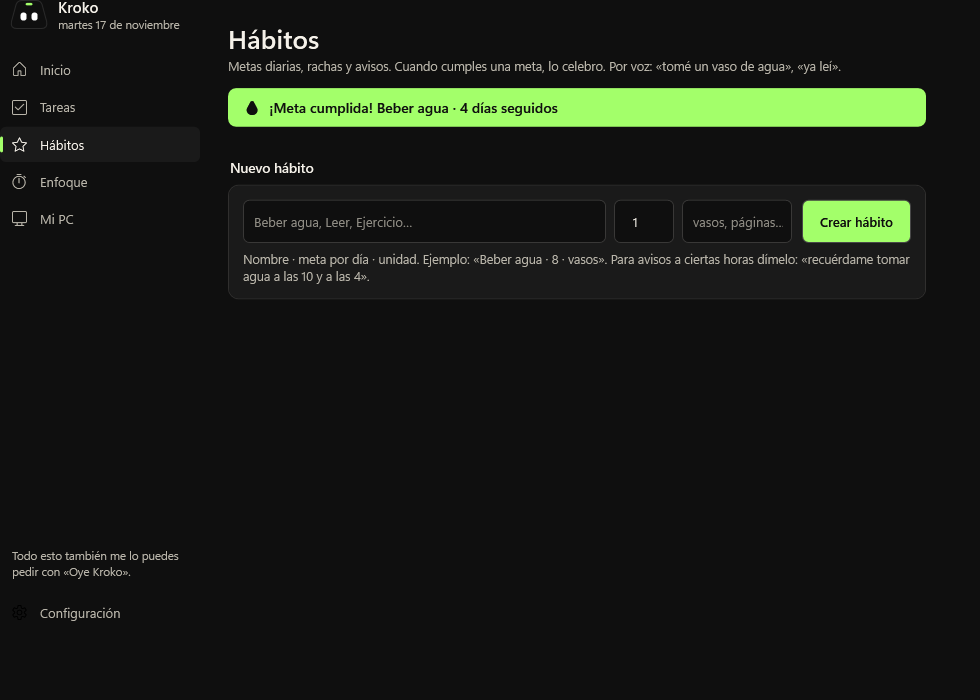 Kroko
martes 17 de noviembre
Inicio
Tareas
Hábitos
Enfoque
Mi PC
Todo esto también me lo puedes
pedir con «Oye Kroko».
Configuración
Hábitos
Metas diarias, rachas y avisos. Cuando cumples una meta, lo celebro. Por voz: «tomé un vaso de agua», «ya leí».
¡Meta cumplida! Beber agua · 4 días seguidos
Nuevo hábito
Beber agua, Leer, Ejercicio...
1
vasos, páginas...
Crear hábito
Nombre · meta por día · unidad. Ejemplo: «Beber agua · 8 · vasos». Para avisos a ciertas horas dímelo: «recuérdame tomar
agua a las 10 y a las 4».